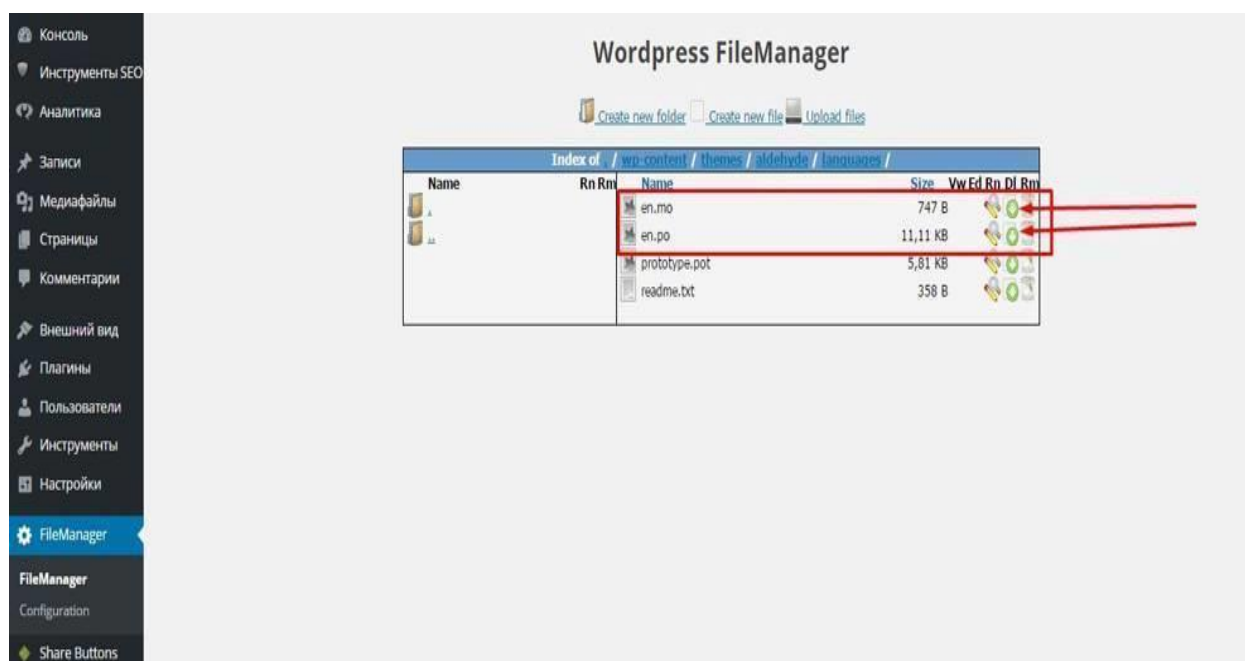 Консоль
Инструменты SEO
Аналитика
Записи
Медиафайлы
Страницы
Комментарии
Внешний вид
Плагины
Пользователи
Инструменты
Настройки
FileManager
FileManager
Configuration
Share Buttons
Wordpress FileManager
Create new folder Create new file Upload files
Index of . / wp-content / themes / aldehyde / languages /
Name Rn Rm
.
..
Name Size Vw Ed Rn Dl Rm
en.mo 747 B
en.po 11,11 KB
prototype.pot 5,81 KB
readme.txt 358 B